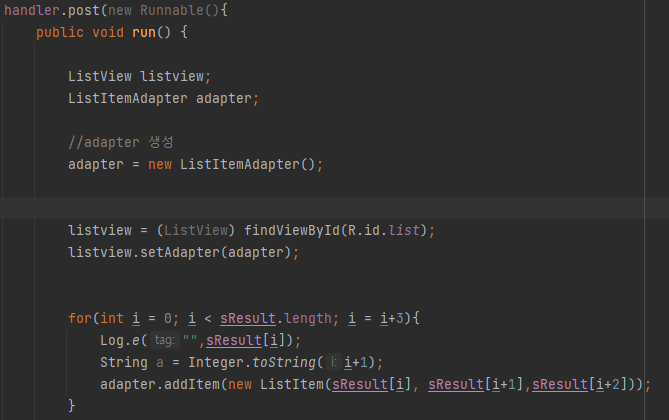 handler.post(new Runnable(){
public void run() {
ListView listview;
ListItemAdapter adapter;
//adapter 생성
adapter = new ListItemAdapter();
listview = (ListView) findViewById(R.id.list);
listview.setAdapter(adapter);
for(int i = 0; i < sResult.length; i = i+3){
Log.e( tag: "",sResult[i]);
String a = Integer.toString( i: i+1);
adapter.addItem(new ListItem(sResult[i], sResult[i+1],sResult[i+2]));
}